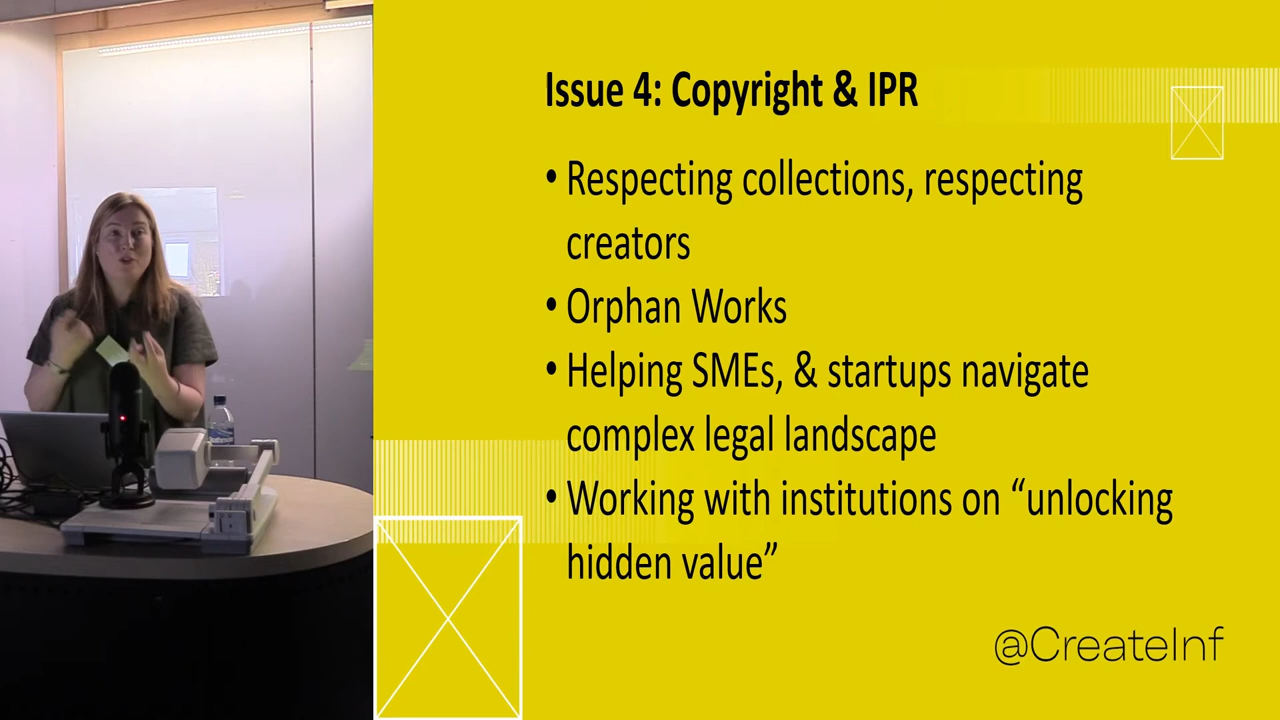 Issue 4: Copyright & IPR
• Respecting collections, respecting
creators
• Orphan Works
• Helping SMEs, & startups navigate
complex legal landscape
• Working with institutions on “unlocking
hidden value”
@CreateInf